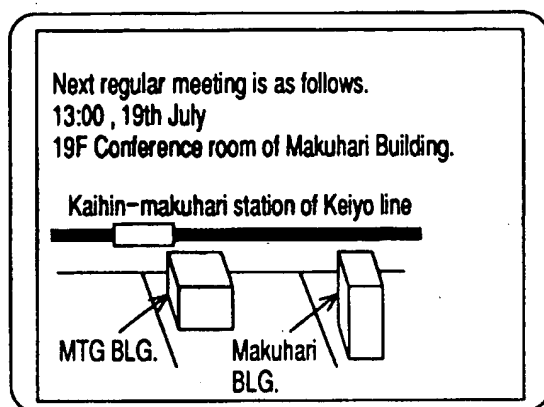 Next regular meeting is as follows.
13:00 , 19th July
19F Conference room of Makuhari Building.
Kaihin-makuhari station of Keiyo line
MTG BLG.
Makuhari
BLG.